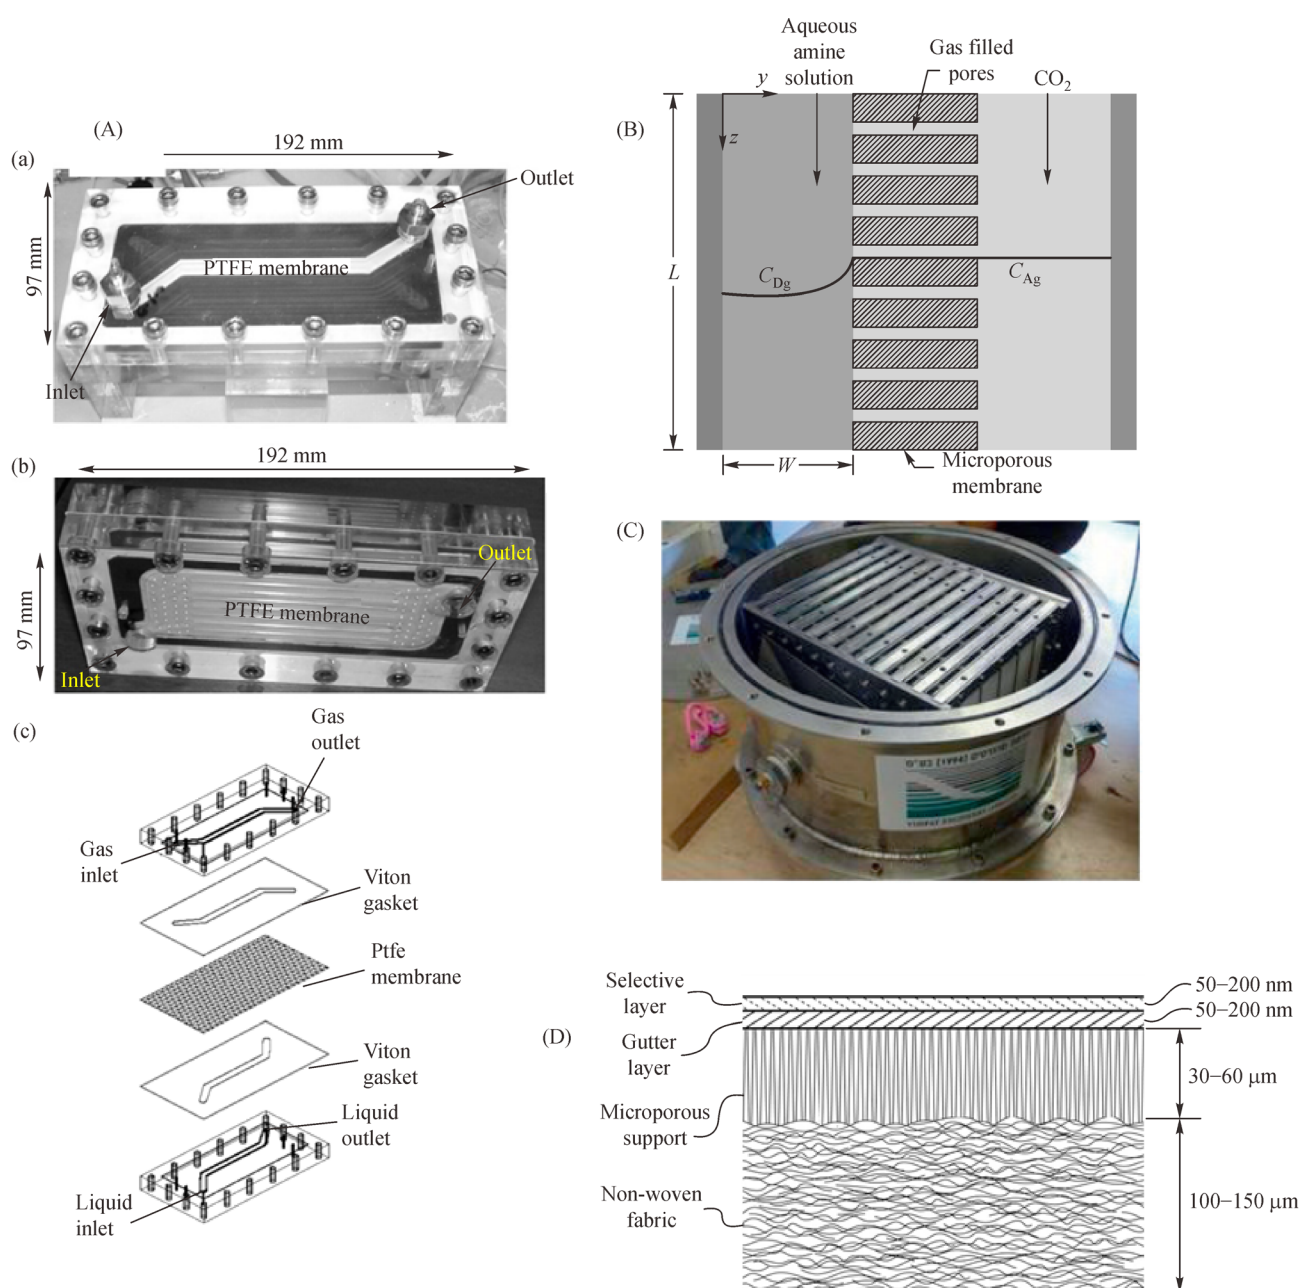 (A)
(a)
192 mm
97 mm
Outlet
PTFE membrane
Inlet
(b)
192 mm
97 mm
Outlet
PTFE membrane
Inlet
(c)
Gas
outlet
Gas
inlet
Viton
gasket
Ptfe
membrane
Viton
gasket
Liquid
outlet
Liquid
inlet
(B)
Aqueous
amine
solution
Gas filled
pores
CO2
y
z
L
CDg
CAg
W
Microporous
membrane
(C)
(D)
Selective
layer
50−200 nm
50−200 nm
Gutter
layer
30−60 μm
Microporous
support
Non-woven
fabric
100−150 μm